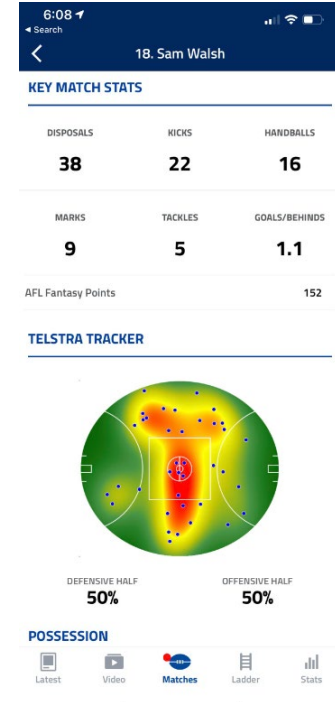 6:08
Search
18. Sam Walsh
KEY MATCH STATS
DISPOSALS KICKS HANDBALLS
38 22 16
MARKS TACKLES GOALS/BEHINDS
9 5 1.1
AFL Fantasy Points 152
TELSTRA TRACKER
DEFENSIVE HALF OFFENSIVE HALF
50% 50%
POSSESSION
Latest Video Matches Ladder Stats